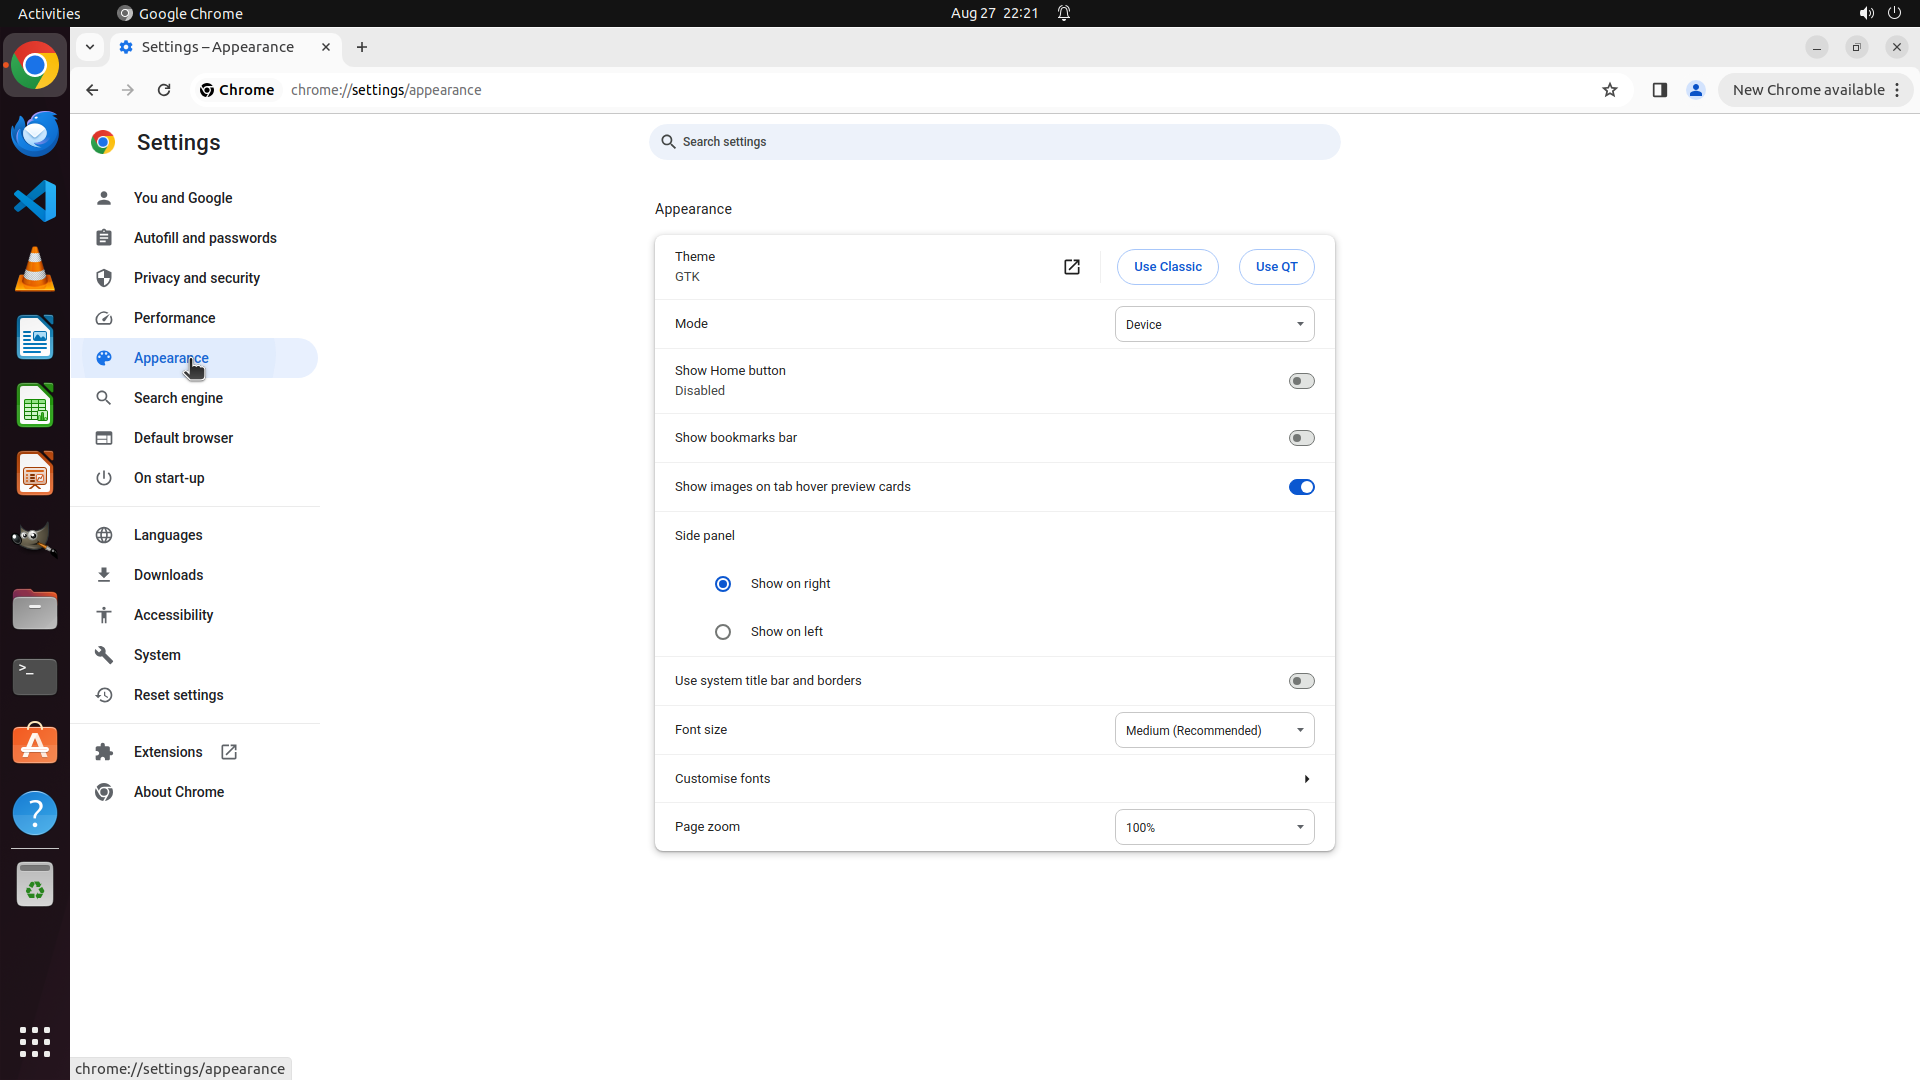 Activities
Google Chrome
Aug 27 22:21
Settings – Appearance
Chrome
chrome://settings/appearance
New Chrome available
Settings
Search settings
You and Google
Autofill and passwords
Privacy and security
Performance
Appearance
Search engine
Default browser
On start-up
Languages
Downloads
Accessibility
System
Reset settings
Extensions
About Chrome
Appearance
Theme
GTK
Use Classic
Use QT
Mode
Device
Show Home button
Disabled
Show bookmarks bar
Show images on tab hover preview cards
Side panel
Show on right
Show on left
Use system title bar and borders
Font size
Medium (Recommended)
Customise fonts
Page zoom
100%
chrome://settings/appearance